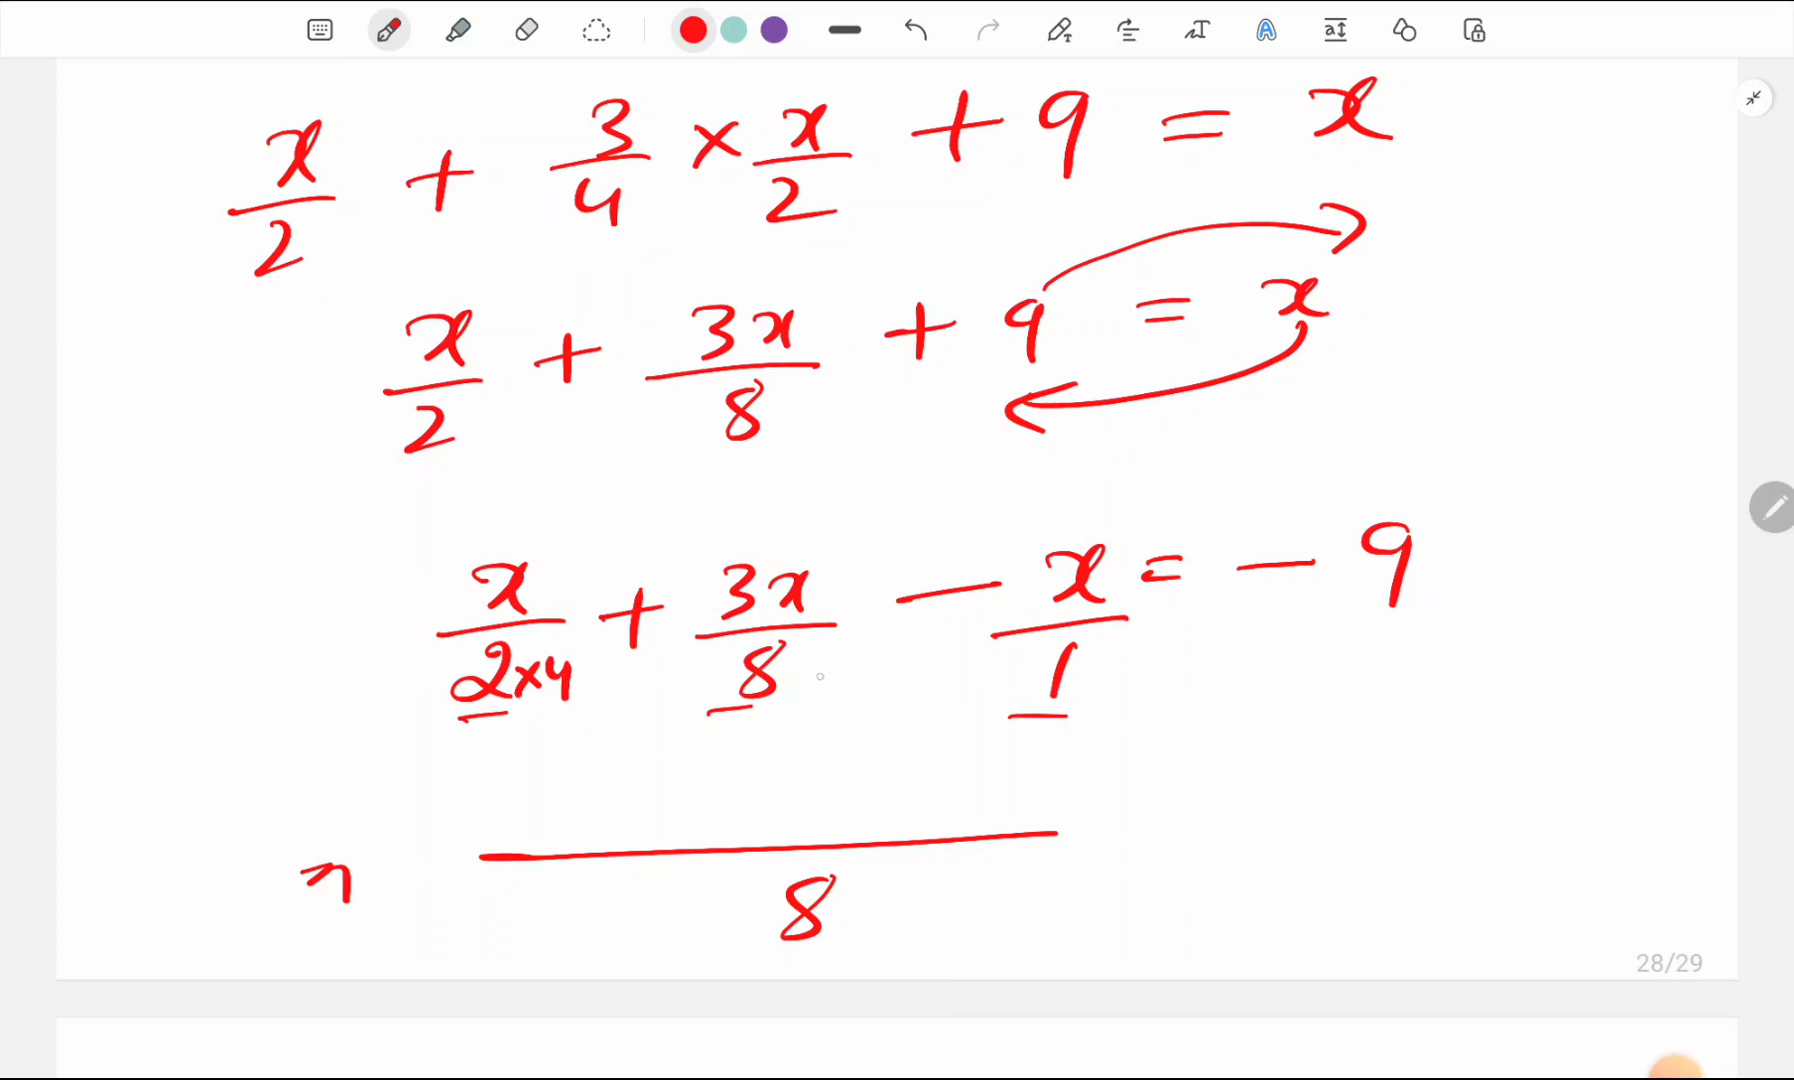 x/2 + 3/4 × x/2 + 9 = x
x/2 + 3x/8 + 9 = x
x/2×4 + 3x/8 − x/1 = − 9
8
28/29